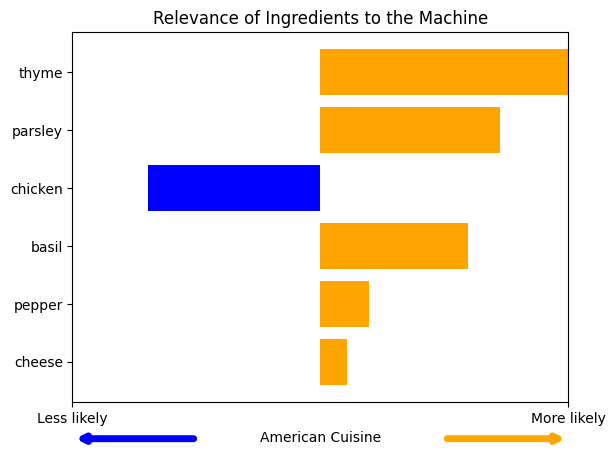 Relevance of Ingredients to the Machine
thyme
parsley
chicken
basil
pepper
cheese
Less likely
More likely
American Cuisine